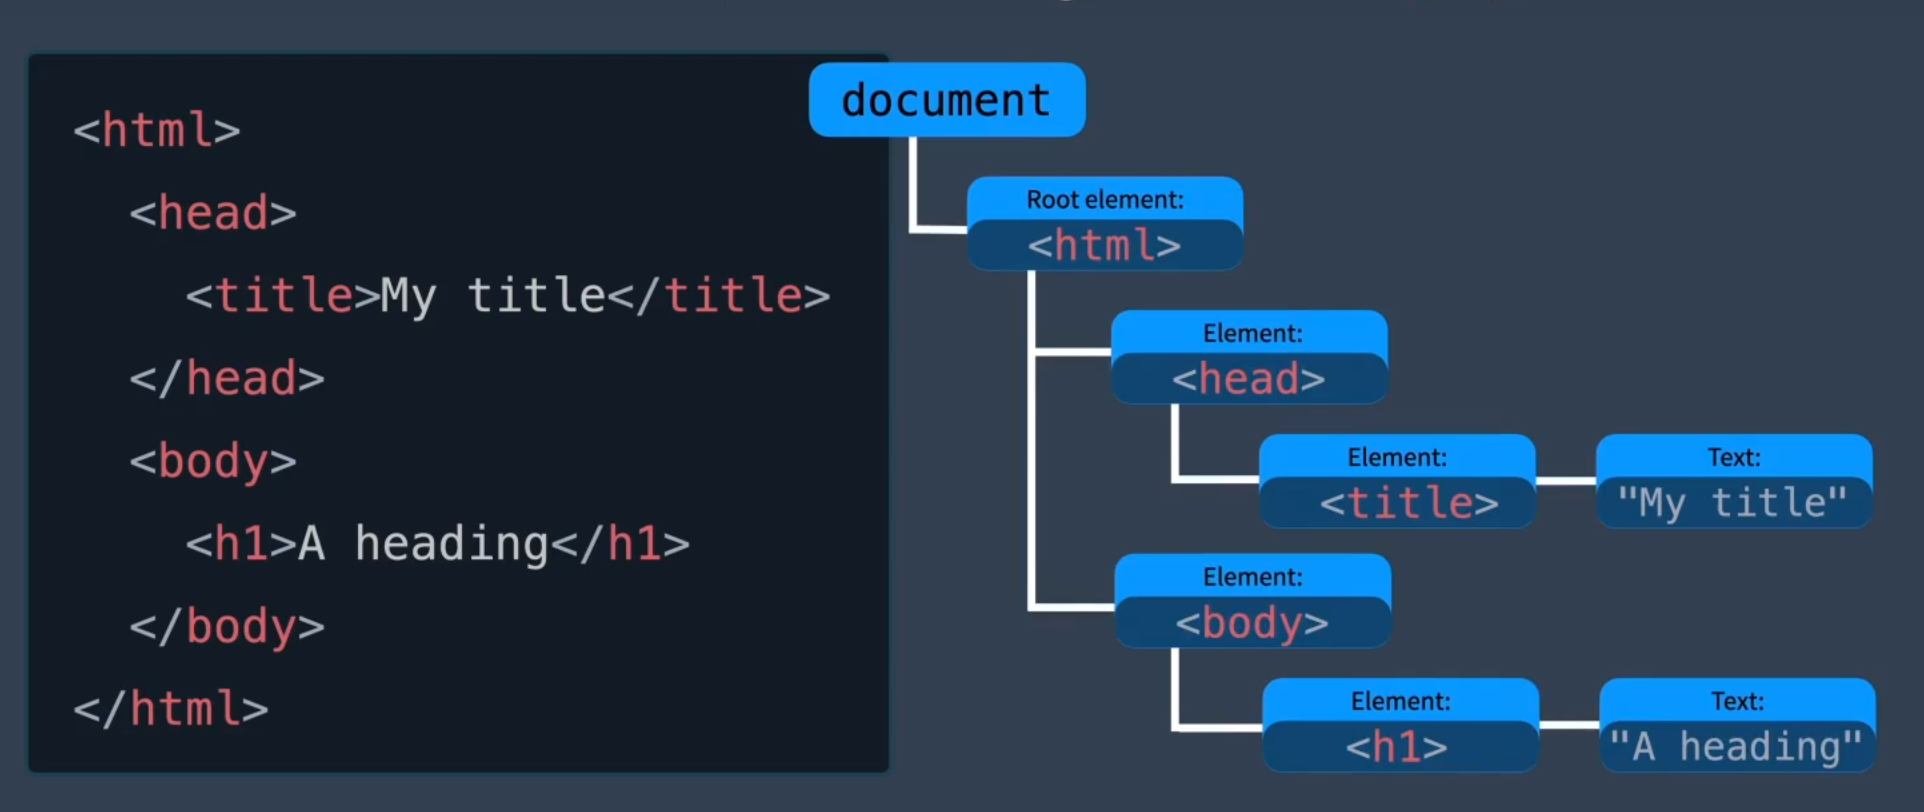 <html>
<head>
<title>My title</title>
</head>
<body>
<h1>A heading</h1>
</body>
</html>
document
Root element:
<html>
Element:
<head>
Element:
<title>
Text:
"My title"
Element:
<body>
Element:
<h1>
Text:
"A heading"